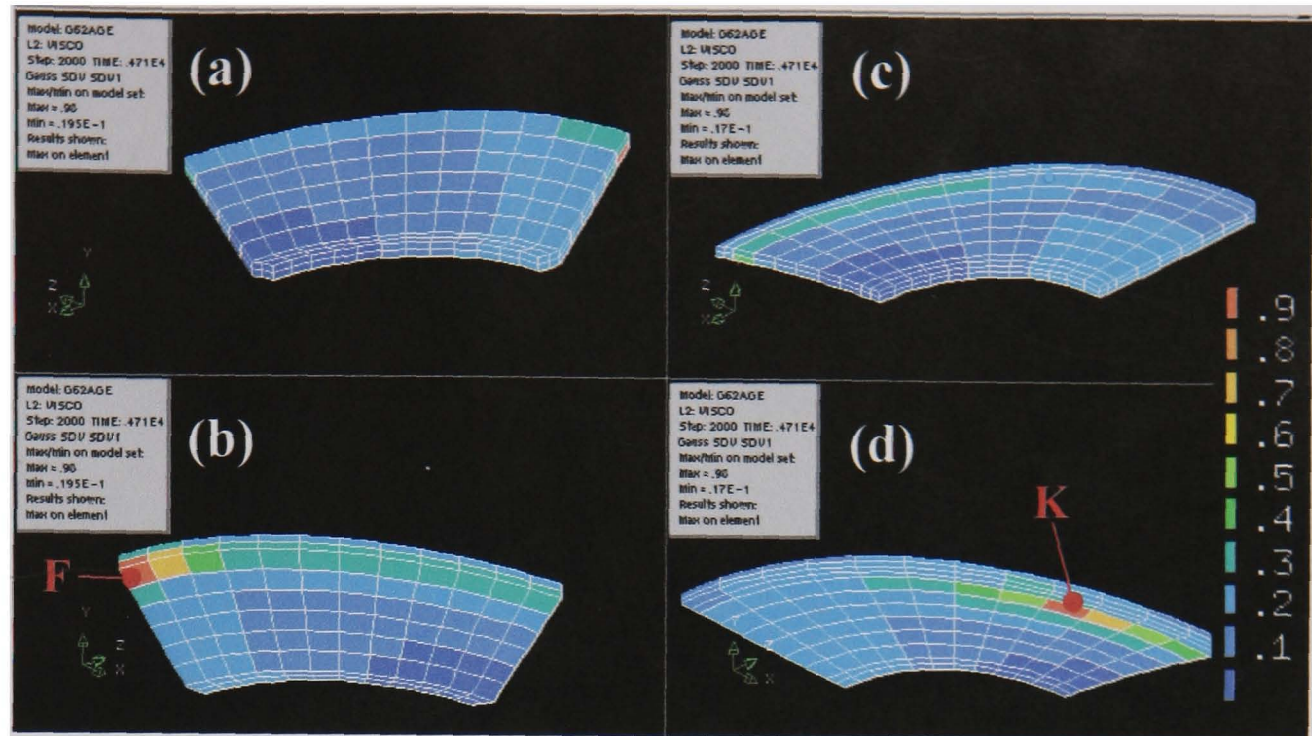 Model: G62AGE
L2: VISCO
Step: 2000 TIME: .471E4
Gauss SDV SDV1
Max/Min on model set:
Max = .98
Min = .195E-1
Results shown:
Max on element
(a)
Z Y
X
Model: G62AGE
L2: VISCO
Step: 2000 TIME: .471E4
Gauss SDV SDV1
Max/Min on model set:
Max = .98
Min = .17E-1
Results shown:
Max on element
(c)
Z
X
Model: G62AGE
L2: VISCO
Step: 2000 TIME: .471E4
Gauss SDV SDV1
Max/Min on model set:
Max = .98
Min = .195E-1
Results shown:
Max on element
(b)
F
Y
Z
X
Model: G62AGE
L2: VISCO
Step: 2000 TIME: .471E4
Gauss SDV SDV1
Max/Min on model set:
Max = .98
Min = .17E-1
Results shown:
Max on element
(d)
K
X
.9
.8
.7
.6
.5
.4
.3
.2
.1